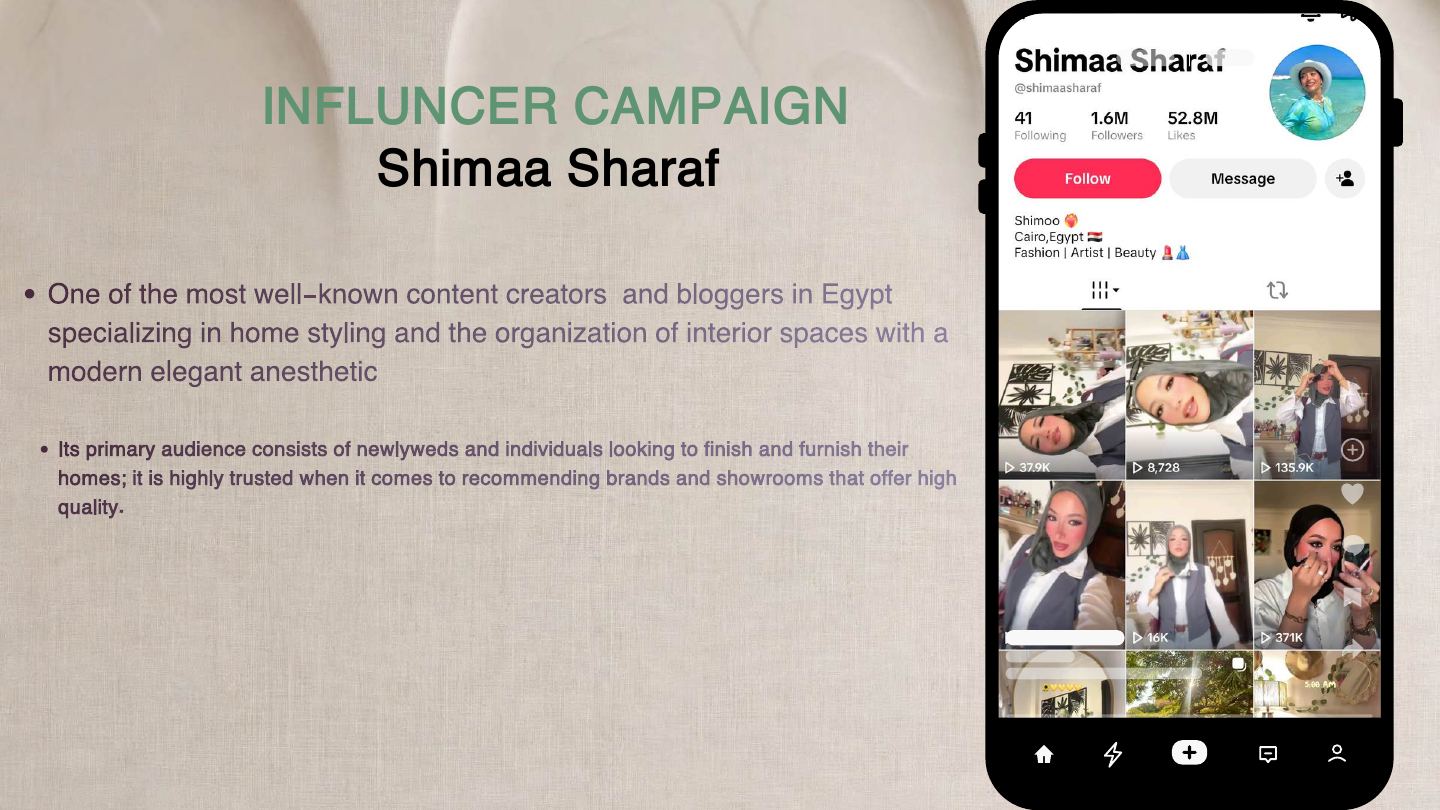 INFLUNCER CAMPAIGN
Shimaa Sharaf
• One of the most well-known content creators and bloggers in Egypt
specializing in home styling and the organization of interior spaces with a
modern elegant anesthetic
• Its primary audience consists of newlyweds and individuals looking to finish and furnish their
homes; it is highly trusted when it comes to recommending brands and showrooms that offer high
quality.
Shimaa Sharaf
@shimaasharaf
41 1.6M 52.8M
Following Followers Likes
Follow Message
Shimoo ❤️‍🔥
Cairo,Egypt 🇪🇬
Fashion | Artist | Beauty 💄👗
37.9K 8,728 135.9K
16K 371K
5:00 AM